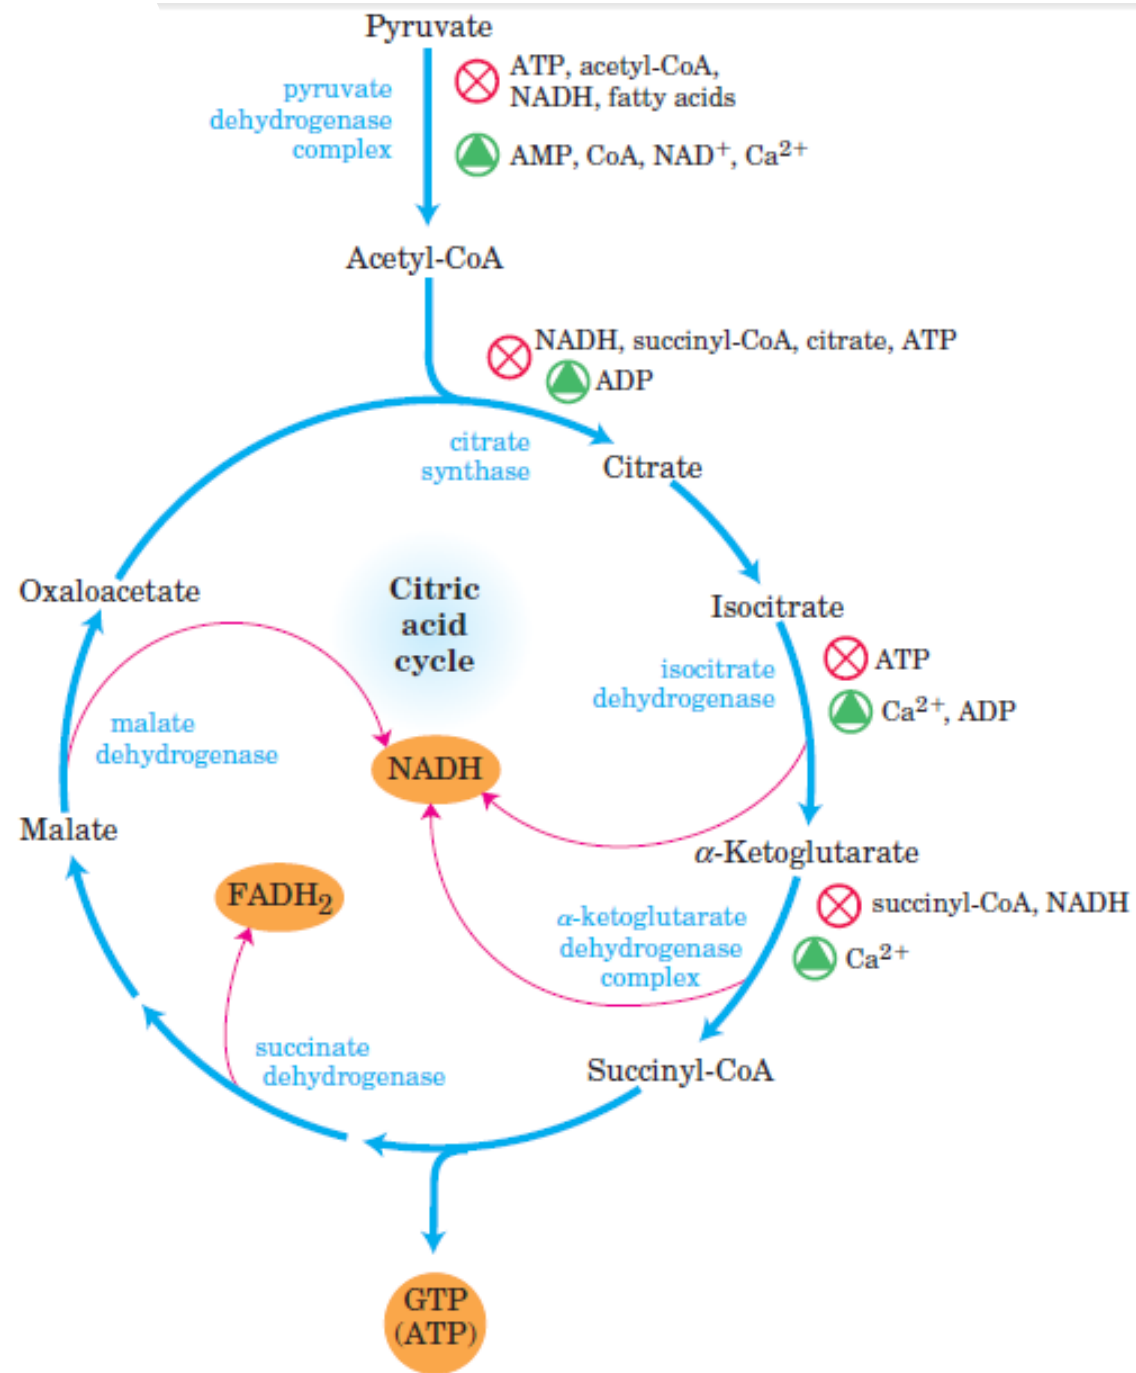 Pyruvate
pyruvate
dehydrogenase
complex
ATP, acetyl-CoA,
NADH, fatty acids
AMP, CoA, NAD⁺, Ca²⁺
Acetyl-CoA
NADH, succinyl-CoA, citrate, ATP
ADP
citrate
synthase
Citrate
Oxaloacetate
Citric
acid
cycle
Isocitrate
isocitrate
dehydrogenase
ATP
Ca²⁺, ADP
malate
dehydrogenase
NADH
Malate
α-Ketoglutarate
FADH₂
α-ketoglutarate
dehydrogenase
complex
succinyl-CoA, NADH
Ca²⁺
succinate
dehydrogenase
Succinyl-CoA
GTP
(ATP)